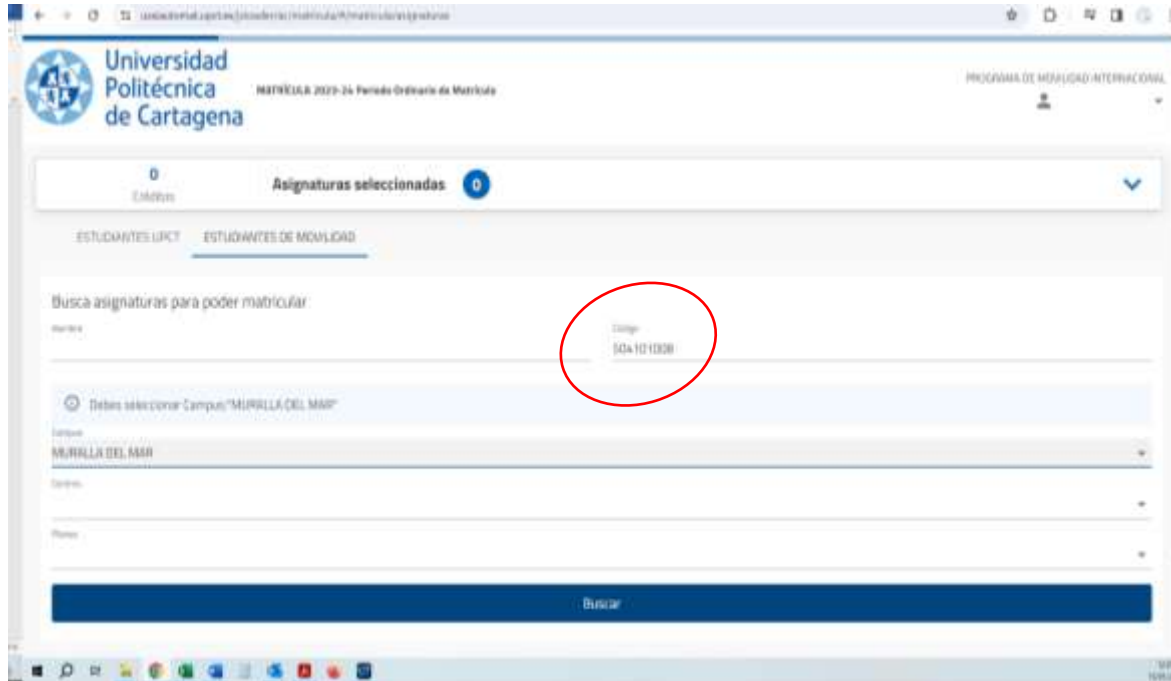 Universidad
Politécnica
de Cartagena
MATRÍCULA 2023-24 Periodo Ordinario de Matrícula
PROGRAMA DE MOVILIDAD INTERNACIONAL
0
Créditos
Asignaturas seleccionadas 0
ESTUDIANTES UPCT ESTUDIANTES DE MOVILIDAD
Busca asignaturas para poder matricular
Nombre
Código
504101008
Debes seleccionar Campus "MURALLA DEL MAR"
Campus
MURALLA DEL MAR
Centros
Planes
Buscar